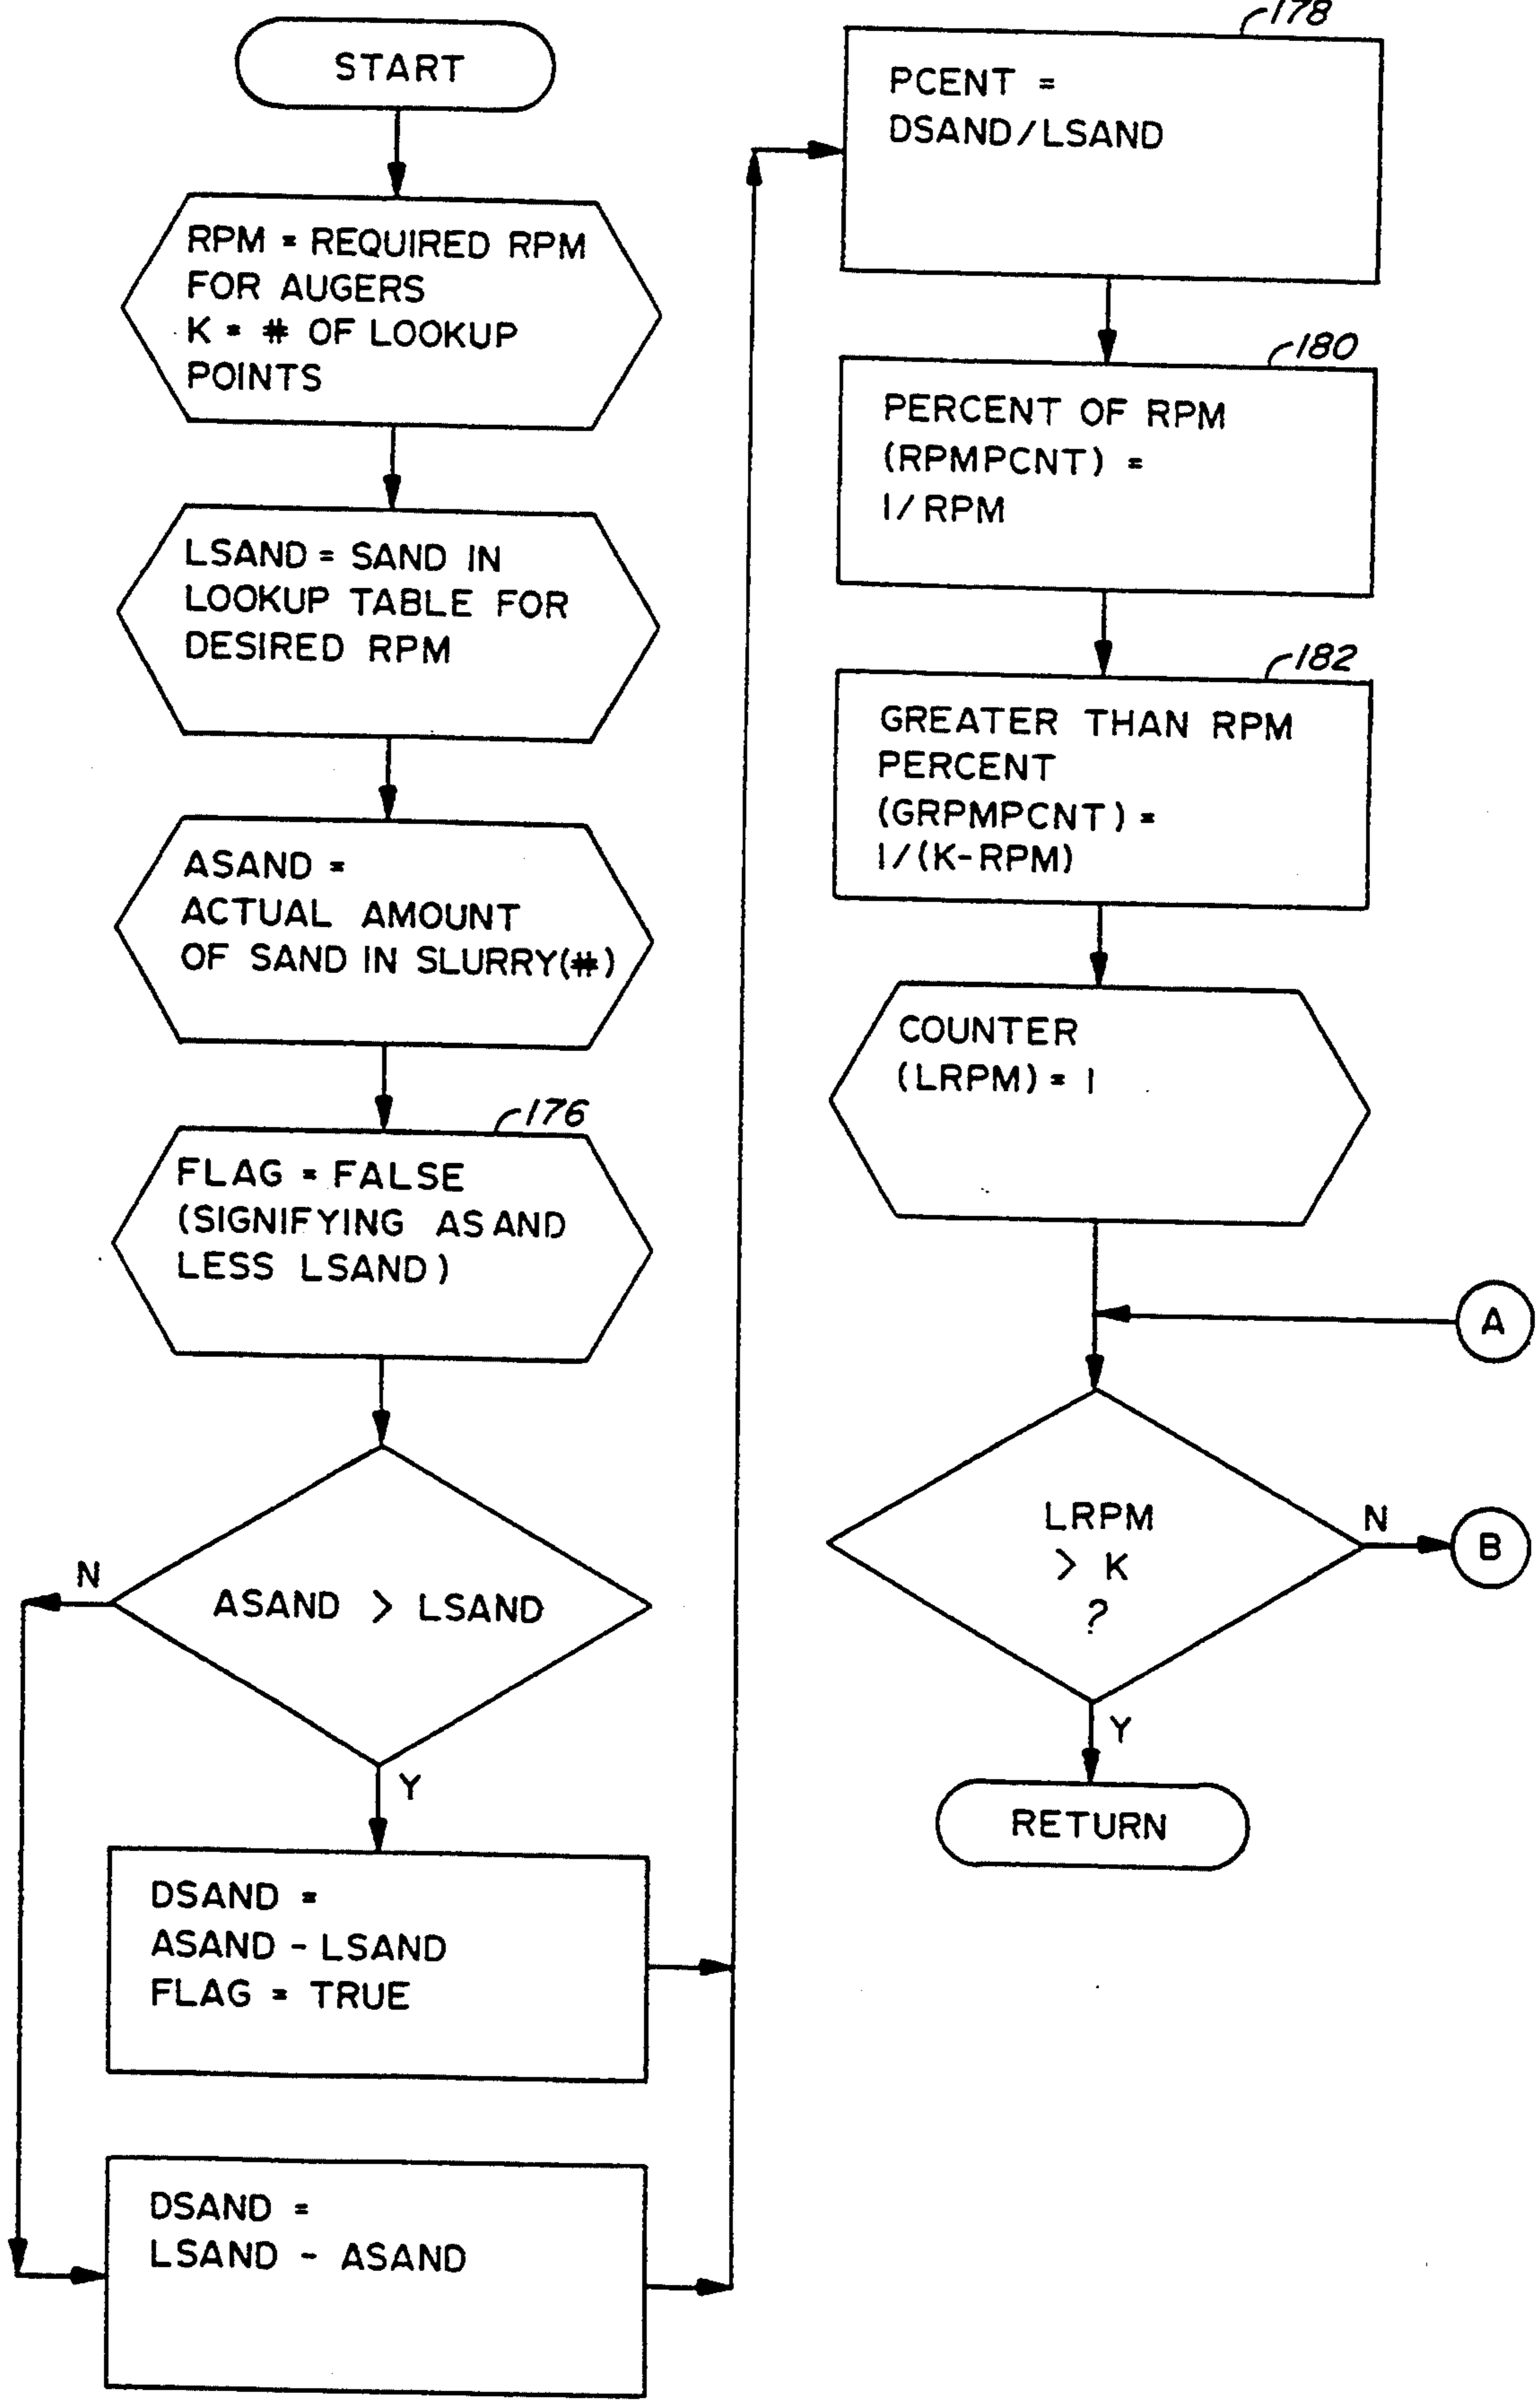 START
RPM = REQUIRED RPM
FOR AUGERS
K = # OF LOOKUP
POINTS
LSAND = SAND IN
LOOKUP TABLE FOR
DESIRED RPM
ASAND =
ACTUAL AMOUNT
OF SAND IN SLURRY(#)
176
FLAG = FALSE
(SIGNIFYING ASAND
LESS LSAND)
ASAND > LSAND
N
Y
DSAND =
ASAND - LSAND
FLAG = TRUE
DSAND =
LSAND - ASAND
178
PCENT =
DSAND/LSAND
180
PERCENT OF RPM
(RPMPCNT) =
1/RPM
182
GREATER THAN RPM
PERCENT
(GRPMPCNT) =
1/(K-RPM)
COUNTER
(LRPM) = 1
A
LRPM
> K
?
N
B
Y
RETURN